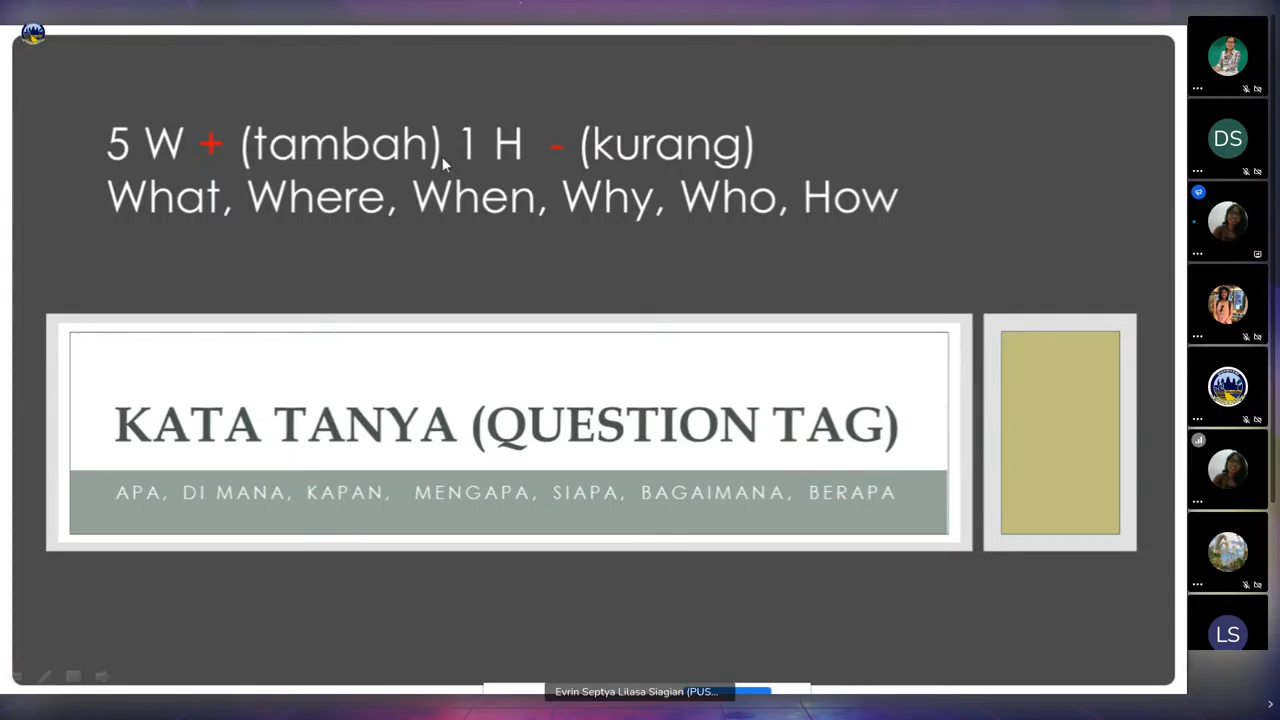 5 W + (tambah) 1 H - (kurang)
What, Where, When, Why, Who, How
KATA TANYA (QUESTION TAG)
APA, DI MANA, KAPAN, MENGAPA, SIAPA, BAGAIMANA, BERAPA
DS
LS
Evrin Septya Lilasa Siagian (PUS...